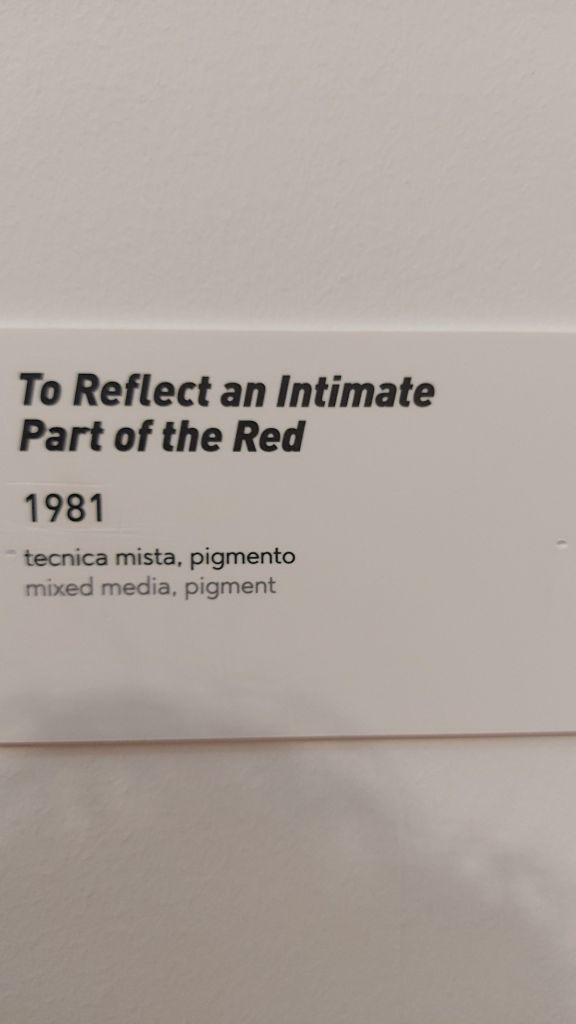 To Reflect an Intimate
Part of the Red
1981
tecnica mista, pigmento
mixed media, pigment